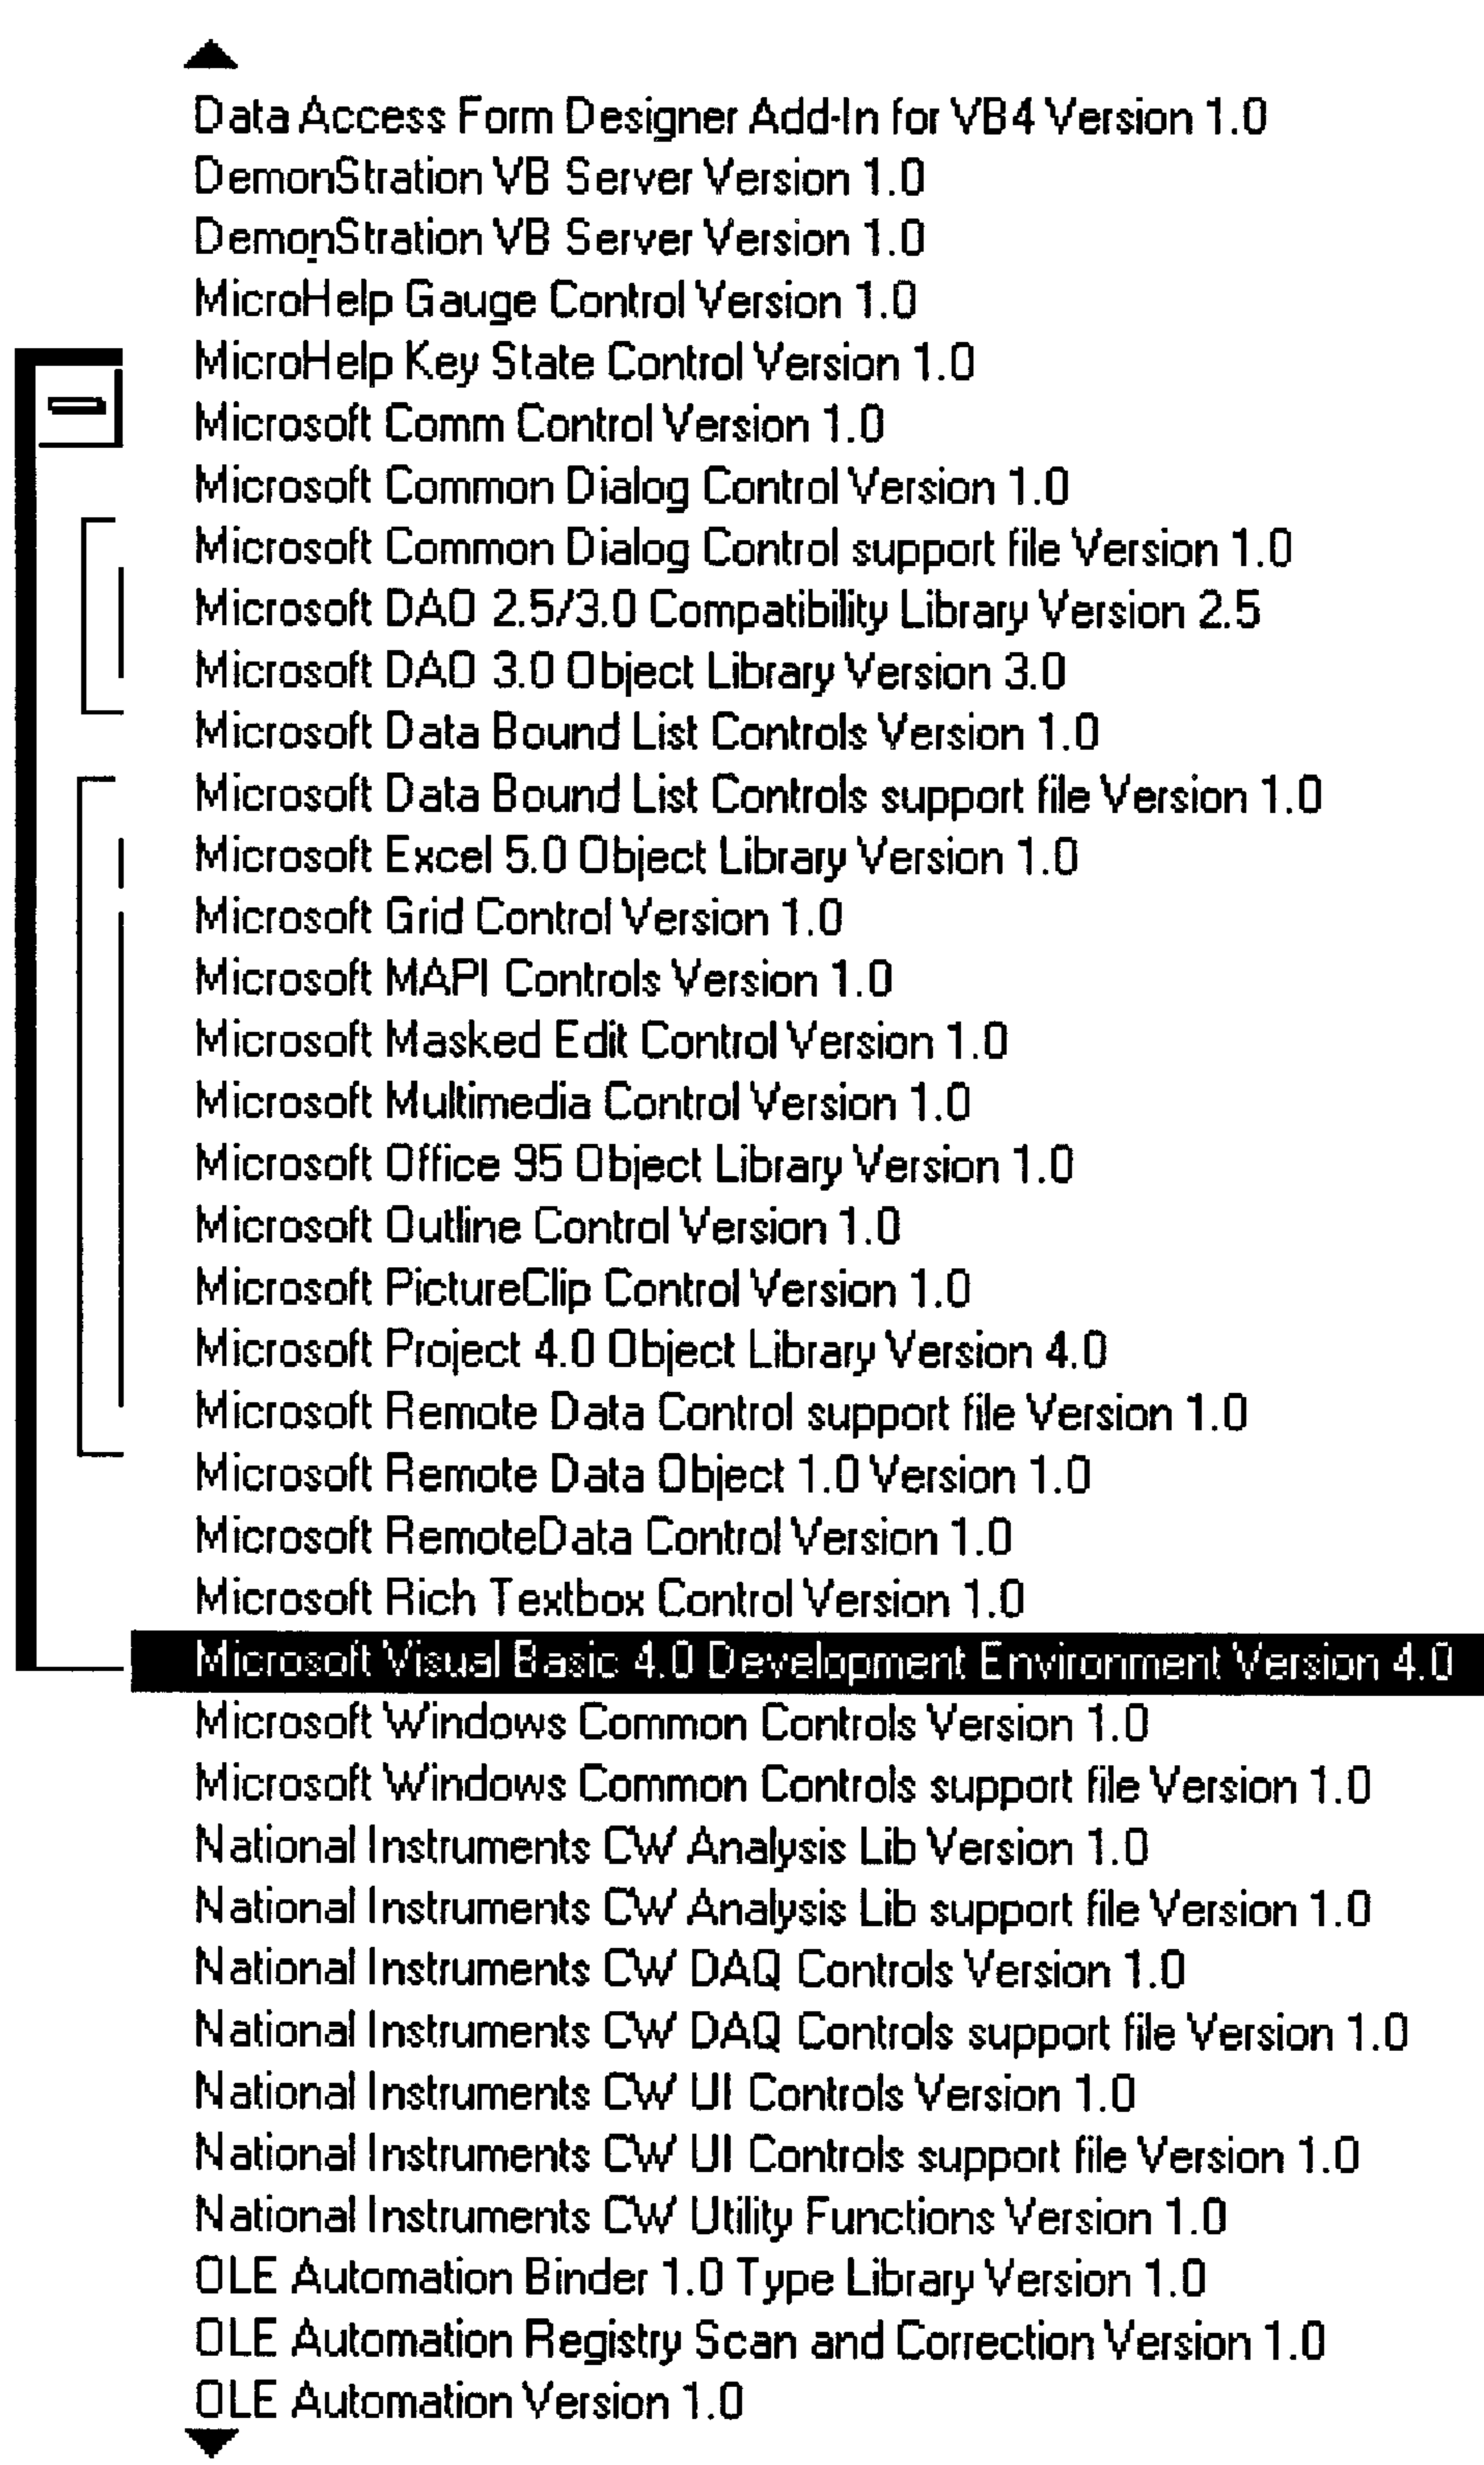 Data Access Form Designer Add-In for VB4 Version 1.0
DemonStration VB Server Version 1.0
DemonStration VB Server Version 1.0
MicroHelp Gauge Control Version 1.0
MicroHelp Key State Control Version 1.0
Microsoft Comm Control Version 1.0
Microsoft Common Dialog Control Version 1.0
Microsoft Common Dialog Control support file Version 1.0
Microsoft DAO 2.5/3.0 Compatibility Library Version 2.5
Microsoft DAO 3.0 Object Library Version 3.0
Microsoft Data Bound List Controls Version 1.0
Microsoft Data Bound List Controls support file Version 1.0
Microsoft Excel 5.0 Object Library Version 1.0
Microsoft Grid Control Version 1.0
Microsoft MAPI Controls Version 1.0
Microsoft Masked Edit Control Version 1.0
Microsoft Multimedia Control Version 1.0
Microsoft Office 95 Object Library Version 1.0
Microsoft Outline Control Version 1.0
Microsoft PictureClip Control Version 1.0
Microsoft Project 4.0 Object Library Version 4.0
Microsoft Remote Data Control support file Version 1.0
Microsoft Remote Data Object 1.0 Version 1.0
Microsoft RemoteData Control Version 1.0
Microsoft Rich Textbox Control Version 1.0
Microsoft Visual Basic 4.0 Development Environment Version 4.0
Microsoft Windows Common Controls Version 1.0
Microsoft Windows Common Controls support file Version 1.0
National Instruments CW Analysis Lib Version 1.0
National Instruments CW Analysis Lib support file Version 1.0
National Instruments CW DAQ Controls Version 1.0
National Instruments CW DAQ Controls support file Version 1.0
National Instruments CW UI Controls Version 1.0
National Instruments CW UI Controls support file Version 1.0
National Instruments CW Utility Functions Version 1.0
OLE Automation Binder 1.0 Type Library Version 1.0
OLE Automation Registry Scan and Correction Version 1.0
OLE Automation Version 1.0